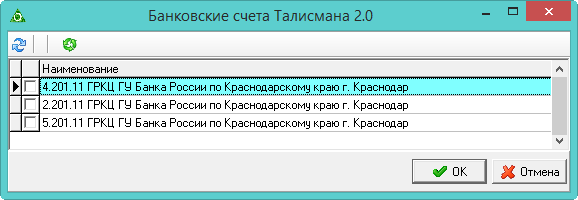 Банковские счета Талисмана 2.0
Наименование
4.201.11 ГРКЦ ГУ Банка России по Краснодарскому краю г. Краснодар
2.201.11 ГРКЦ ГУ Банка России по Краснодарскому краю г. Краснодар
5.201.11 ГРКЦ ГУ Банка России по Краснодарскому краю г. Краснодар
OK Отмена